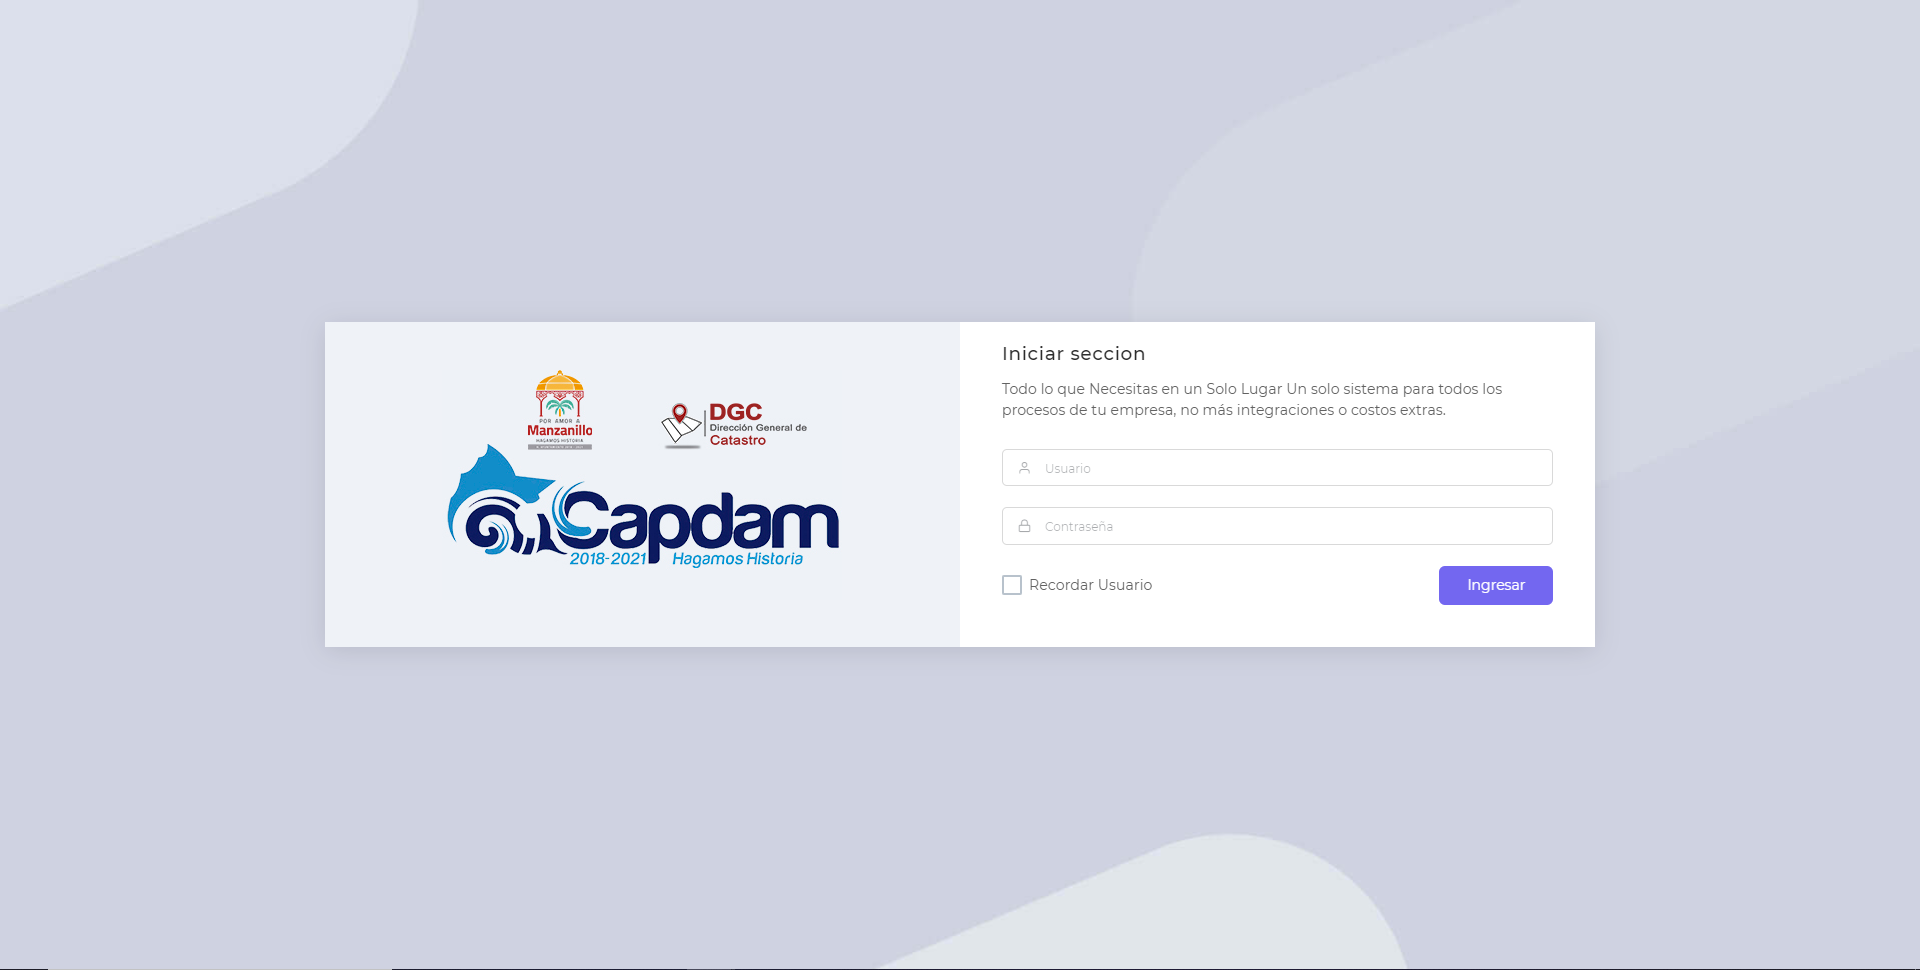 POR AMOR A
Manzanillo
HAGAMOS HISTORIA
DGC
Dirección General de
Catastro
Capdam
2018-2021 Hagamos Historia
Iniciar seccion
Todo lo que Necesitas en un Solo Lugar Un solo sistema para todos los
procesos de tu empresa, no más integraciones o costos extras.
Usuario
Contraseña
Recordar Usuario
Ingresar